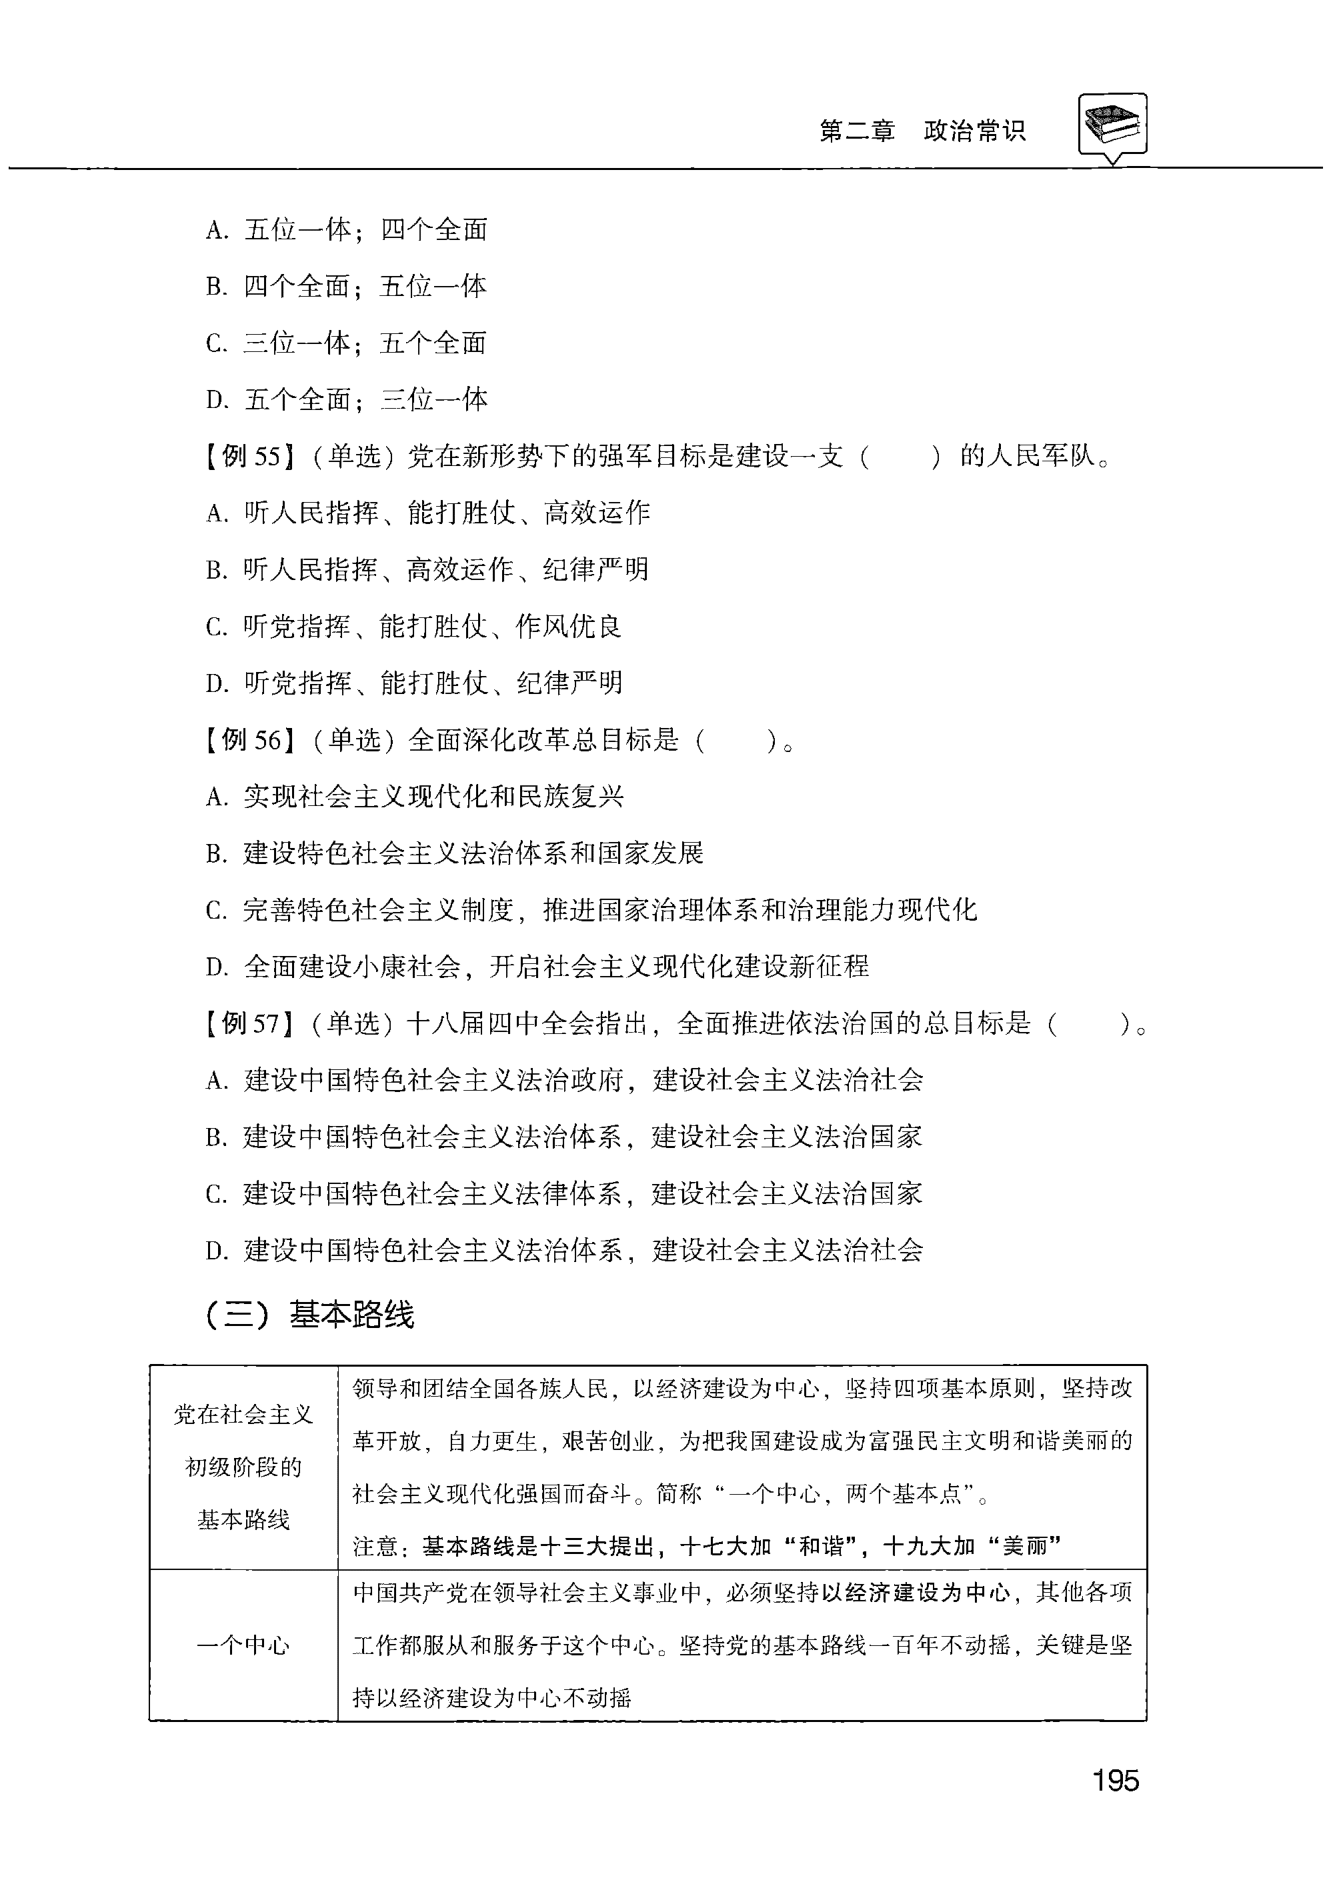 第二章 政治常识
A. 五位一体；四个全面
B. 四个全面；五位一体
C. 三位一体；五个全面
D. 五个全面；三位一体
【例 55】(单选) 党在新形势下的强军目标是建设一支（　　）的人民军队。
A. 听人民指挥、能打胜仗、高效运作
B. 听人民指挥、高效运作、纪律严明
C. 听党指挥、能打胜仗、作风优良
D. 听党指挥、能打胜仗、纪律严明
【例 56】(单选) 全面深化改革总目标是（　　）。
A. 实现社会主义现代化和民族复兴
B. 建设特色社会主义法治体系和国家发展
C. 完善特色社会主义制度，推进国家治理体系和治理能力现代化
D. 全面建设小康社会，开启社会主义现代化建设新征程
【例 57】(单选) 十八届四中全会指出，全面推进依法治国的总目标是（　　）。
A. 建设中国特色社会主义法治政府，建设社会主义法治社会
B. 建设中国特色社会主义法治体系，建设社会主义法治国家
C. 建设中国特色社会主义法律体系，建设社会主义法治国家
D. 建设中国特色社会主义法治体系，建设社会主义法治社会
（三）基本路线
党在社会主义
初级阶段的
基本路线
领导和团结全国各族人民，以经济建设为中心，坚持四项基本原则，坚持改
革开放，自力更生，艰苦创业，为把我国建设成为富强民主文明和谐美丽的
社会主义现代化强国而奋斗。简称“一个中心，两个基本点”。
注意：基本路线是十三大提出，十七大加“和谐”，十九大加“美丽”
一个中心
中国共产党在领导社会主义事业中，必须坚持以经济建设为中心，其他各项
工作都服从和服务于这个中心。坚持党的基本路线一百年不动摇，关键是坚
持以经济建设为中心不动摇
195